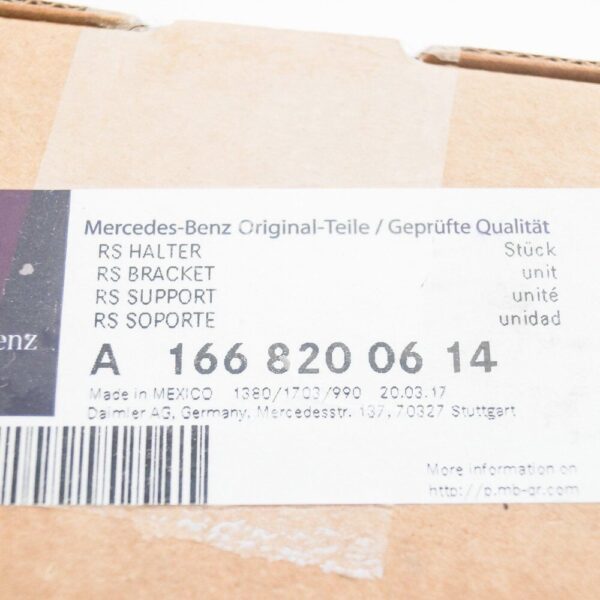 Mercedes-Benz Original-Teile / Geprüfte Qualität
RS HALTER Stück
RS BRACKET unit
RS SUPPORT unité
RS SOPORTE unidad
enz
A 166 820 06 14
Made in MEXICO 1380/1703/990 20.03.17
Daimler AG, Germany, Mercedesstr. 137, 70327 Stuttgart
More information on
http://p.mb-qr.com